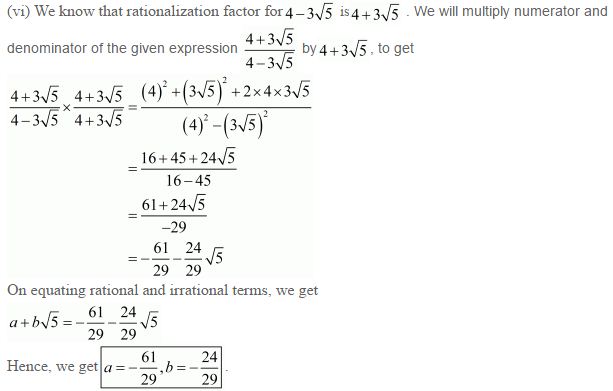 (vi) We know that rationalization factor for 4−3√5 is 4+3√5 . We will multiply numerator and
denominator of the given expression (4+3√5)/(4−3√5) by 4+3√5 , to get
(4+3√5)/(4−3√5) × (4+3√5)/(4+3√5) = ((4)² +(3√5)² +2×4×3√5)/((4)² −(3√5)²)
= (16+45+24√5)/(16−45)
= (61+24√5)/(−29)
= −61/29 − 24/29 √5
On equating rational and irrational terms, we get
a+b√5 = −61/29 − 24/29 √5
Hence, we get a = −61/29 , b = −24/29 .